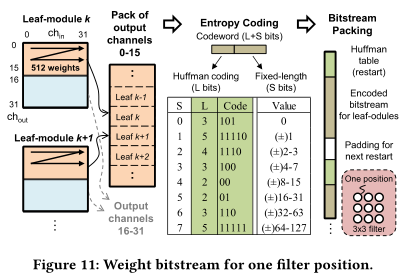 Leaf-module k
0 ch_in 31
0
512 weights
15
16
31
ch_out
Leaf-module k+1
Pack of output channels 0-15
Leaf k-1
Leaf k
Leaf k+1
Leaf k+2
Output channels 16-31
Entropy Coding
Codeword (L+S bits)
Huffman coding (L bits)
Fixed-length (S bits)
S L Code Value
0 3 101 0
1 5 11110 (±)1
2 4 1110 (±)2-3
3 3 100 (±)4-7
4 2 00 (±)8-15
5 2 01 (±)16-31
6 3 110 (±)32-63
7 5 11111 (±)64-127
Bitstream Packing
Huffman table (restart)
Encoded bitstream for leaf-odules
Padding for next restart
One position
3x3 filter
Figure 11: Weight bitstream for one filter position.